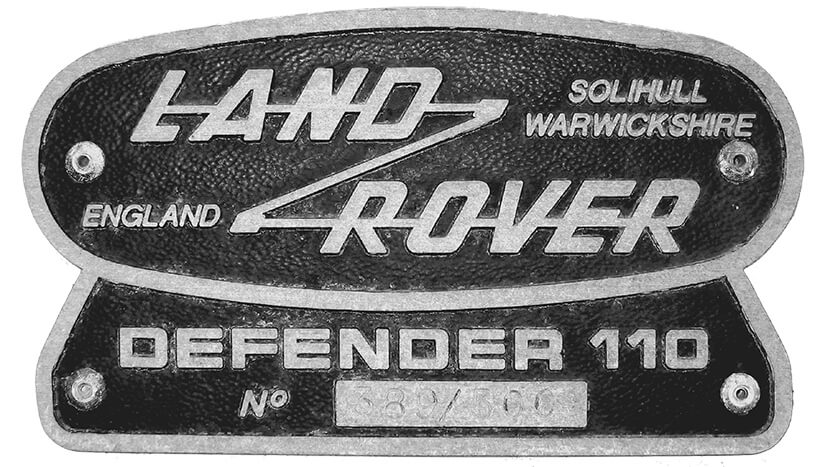 LAND
SOLIHULL
WARWICKSHIRE
ENGLAND
ROVER
DEFENDER 110
Nº